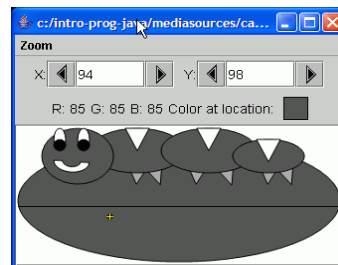 c:/intro-prog-java/mediasources/ca...
Zoom
X: 94 Y: 98
R: 85 G: 85 B: 85 Color at location: